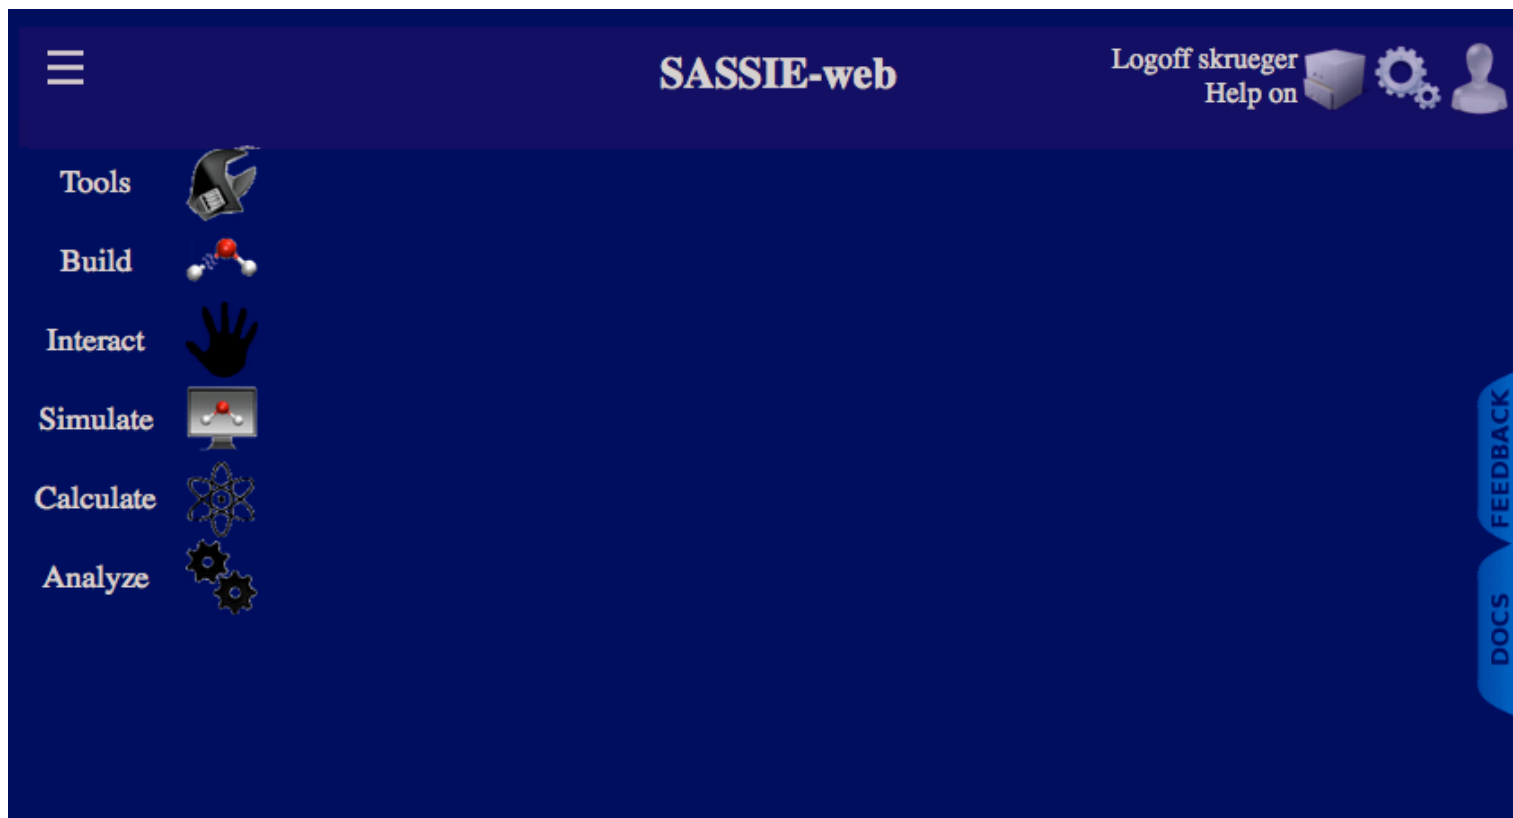 SASSIE-web
Logoff skrueger
Help on
Tools
Build
Interact
Simulate
Calculate
Analyze
FEEDBACK
DOCS